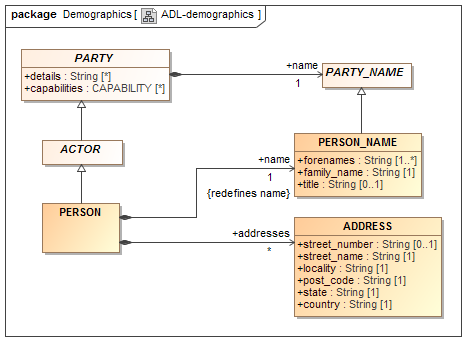 package Demographics [ ADL-demographics ]
PARTY
+details : String [*]
+capabilities : CAPABILITY [*]
+name
1
PARTY_NAME
ACTOR
PERSON_NAME
+forenames : String [1..*]
+family_name : String [1]
+title : String [0..1]
+name
1
{redefines name}
PERSON
+addresses
*
ADDRESS
+street_number : String [0..1]
+street_name : String [1]
+locality : String [1]
+post_code : String [1]
+state : String [1]
+country : String [1]